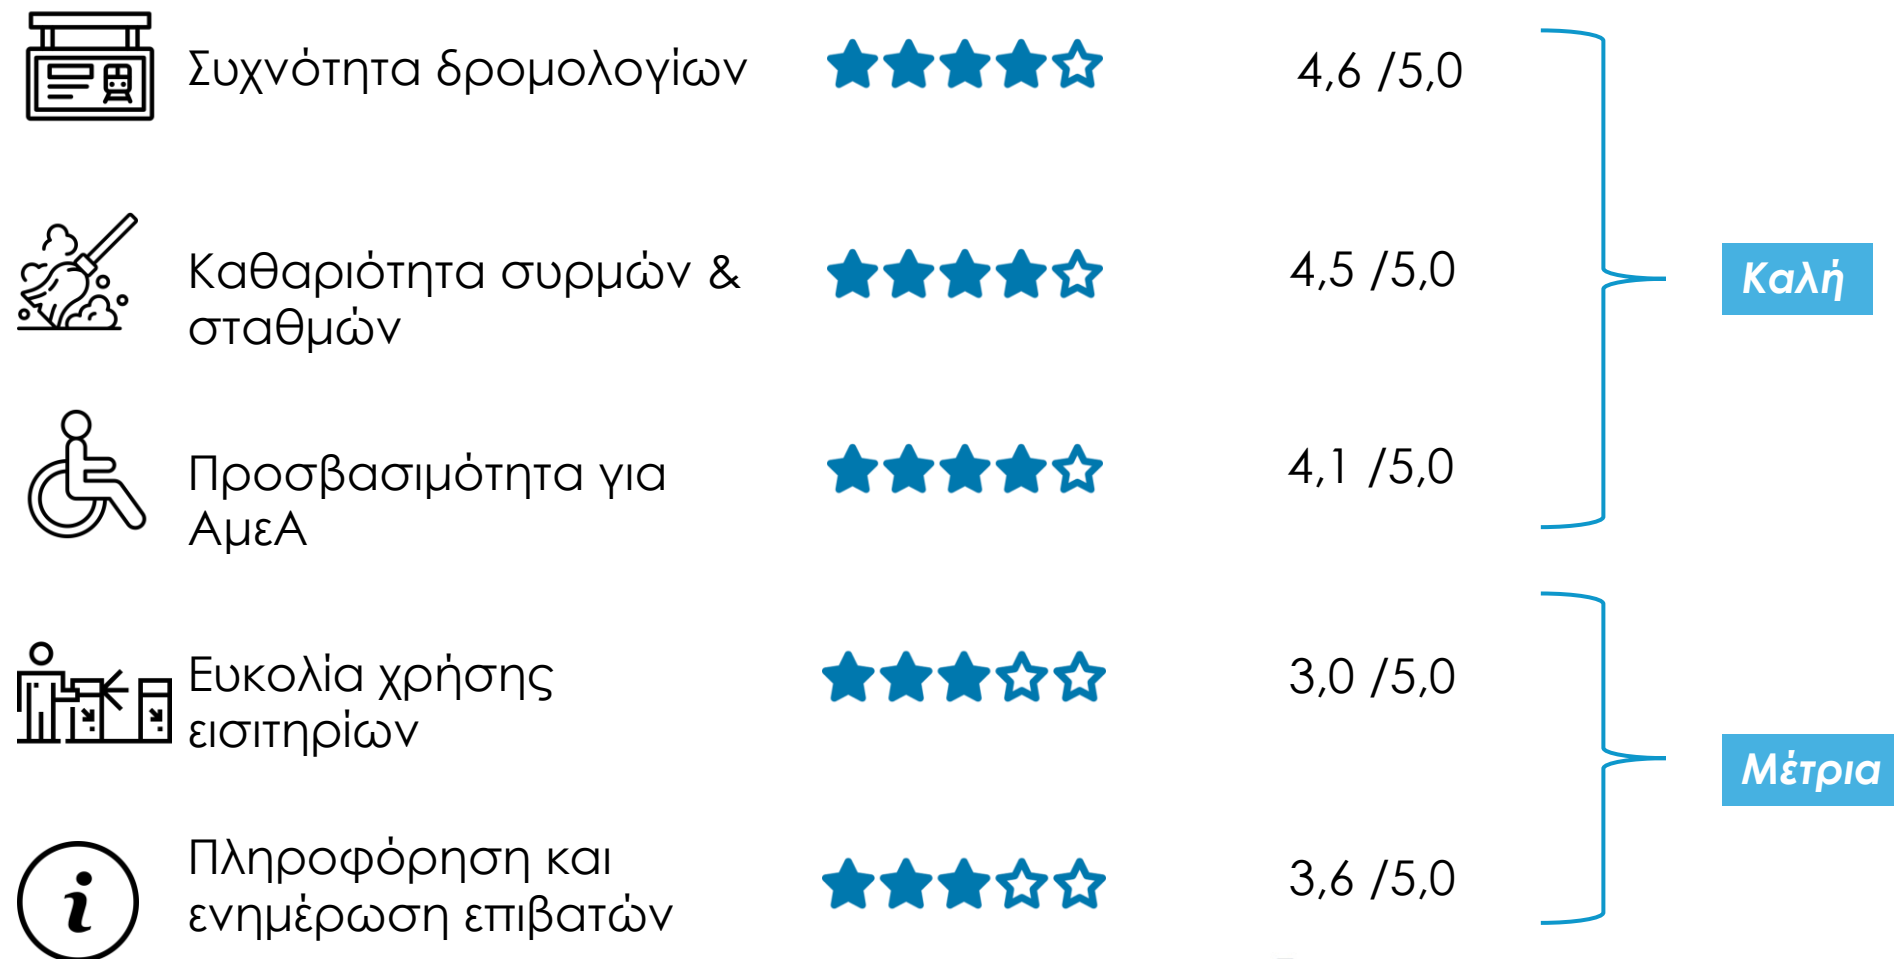 Συχνότητα δρομολογίων
4,6 /5,0
Καθαριότητα συρμών &
σταθμών
4,5 /5,0
Καλή
Προσβασιμότητα για
ΑμεΑ
4,1 /5,0
Ευκολία χρήσης
εισιτηρίων
3,0 /5,0
Μέτρια
Πληροφόρηση και
ενημέρωση επιβατών
3,6 /5,0